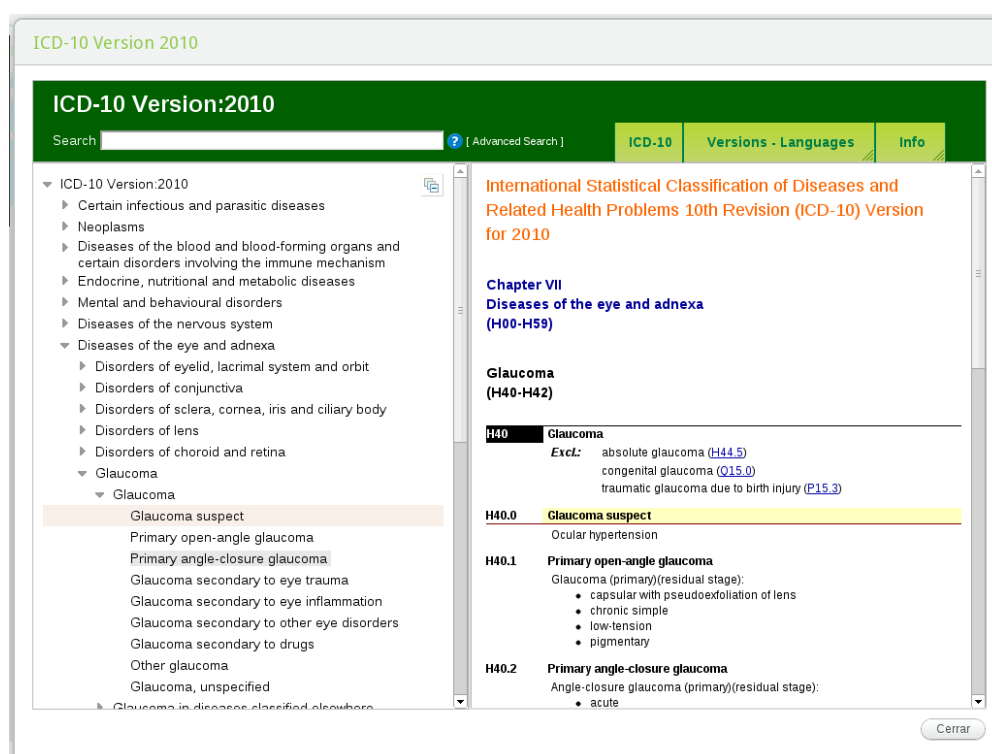 ICD-10 Version 2010
ICD-10 Version:2010
Search
? [ Advanced Search ]
ICD-10
Versions - Languages
Info
ICD-10 Version:2010
Certain infectious and parasitic diseases
Neoplasms
Diseases of the blood and blood-forming organs and
certain disorders involving the immune mechanism
Endocrine, nutritional and metabolic diseases
Mental and behavioural disorders
Diseases of the nervous system
Diseases of the eye and adnexa
Disorders of eyelid, lacrimal system and orbit
Disorders of conjunctiva
Disorders of sclera, cornea, iris and ciliary body
Disorders of lens
Disorders of choroid and retina
Glaucoma
Glaucoma
Glaucoma suspect
Primary open-angle glaucoma
Primary angle-closure glaucoma
Glaucoma secondary to eye trauma
Glaucoma secondary to eye inflammation
Glaucoma secondary to other eye disorders
Glaucoma secondary to drugs
Other glaucoma
Glaucoma, unspecified
Glaucoma in diseases classified elsewhere
International Statistical Classification of Diseases and
Related Health Problems 10th Revision (ICD-10) Version
for 2010
Chapter VII
Diseases of the eye and adnexa
(H00-H59)
Glaucoma
(H40-H42)
H40 Glaucoma
Excl.: absolute glaucoma (H44.5)
congenital glaucoma (Q15.0)
traumatic glaucoma due to birth injury (P15.3)
H40.0 Glaucoma suspect
Ocular hypertension
H40.1 Primary open-angle glaucoma
Glaucoma (primary)(residual stage):
• capsular with pseudoexfoliation of lens
• chronic simple
• low-tension
• pigmentary
H40.2 Primary angle-closure glaucoma
Angle-closure glaucoma (primary)(residual stage):
• acute
Cerrar